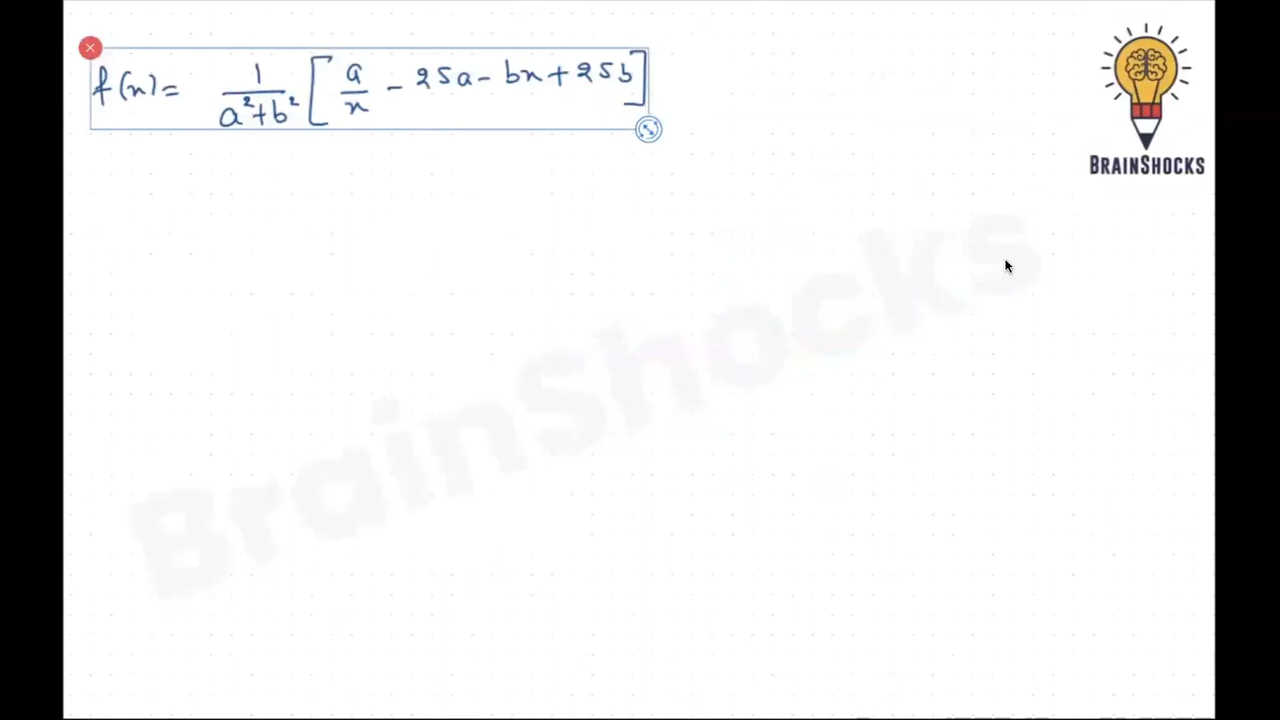 f(x) = 1/(a²+b²) [a/x - 25a - bx + 25b]
BRAINSHOCKS
BrainShocks